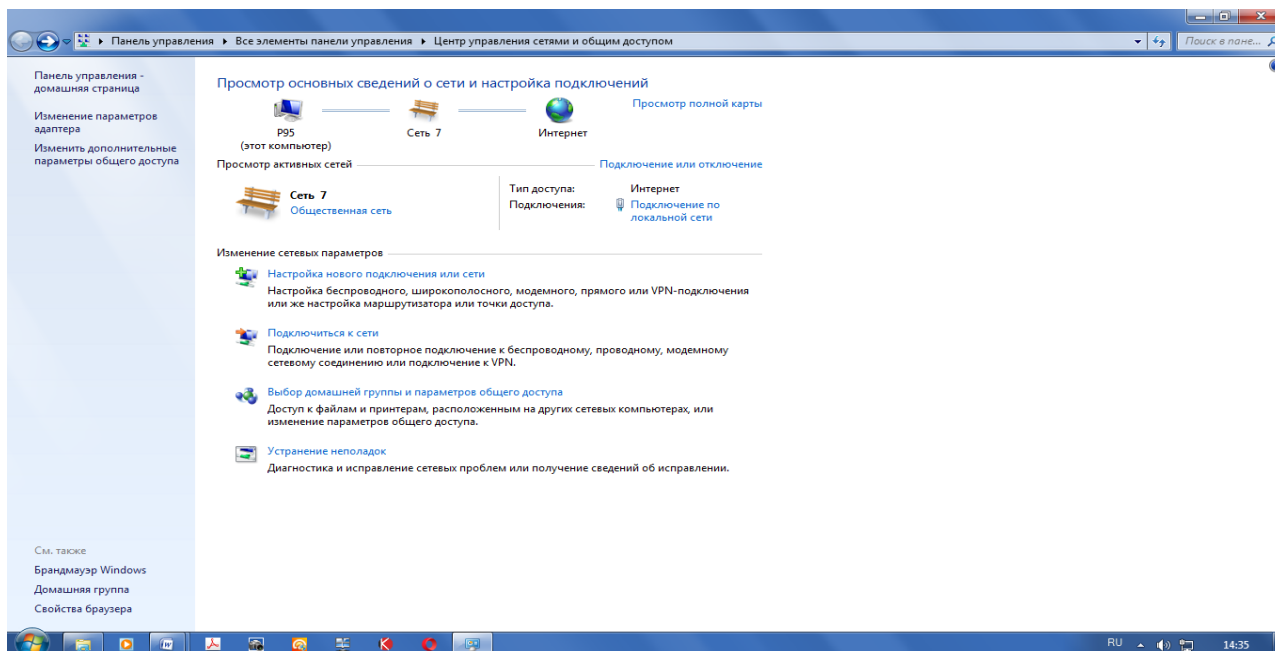 Панель управления ▸ Все элементы панели управления ▸ Центр управления сетями и общим доступом
Поиск в пане...
Панель управления -
домашняя страница
Изменение параметров
адаптера
Изменить дополнительные
параметры общего доступа
Просмотр основных сведений о сети и настройка подключений
Просмотр полной карты
P95
(этот компьютер)
Сеть 7
Интернет
Просмотр активных сетей
Подключение или отключение
Сеть 7
Общественная сеть
Тип доступа: Интернет
Подключения: Подключение по
локальной сети
Изменение сетевых параметров
Настройка нового подключения или сети
Настройка беспроводного, широкополосного, модемного, прямого или VPN-подключения
или же настройка маршрутизатора или точки доступа.
Подключиться к сети
Подключение или повторное подключение к беспроводному, проводному, модемному
сетевому соединению или подключение к VPN.
Выбор домашней группы и параметров общего доступа
Доступ к файлам и принтерам, расположенным на других сетевых компьютерах, или
изменение параметров общего доступа.
Устранение неполадок
Диагностика и исправление сетевых проблем или получение сведений об исправлении.
См. также
Брандмауэр Windows
Домашняя группа
Свойства браузера
RU
14:35